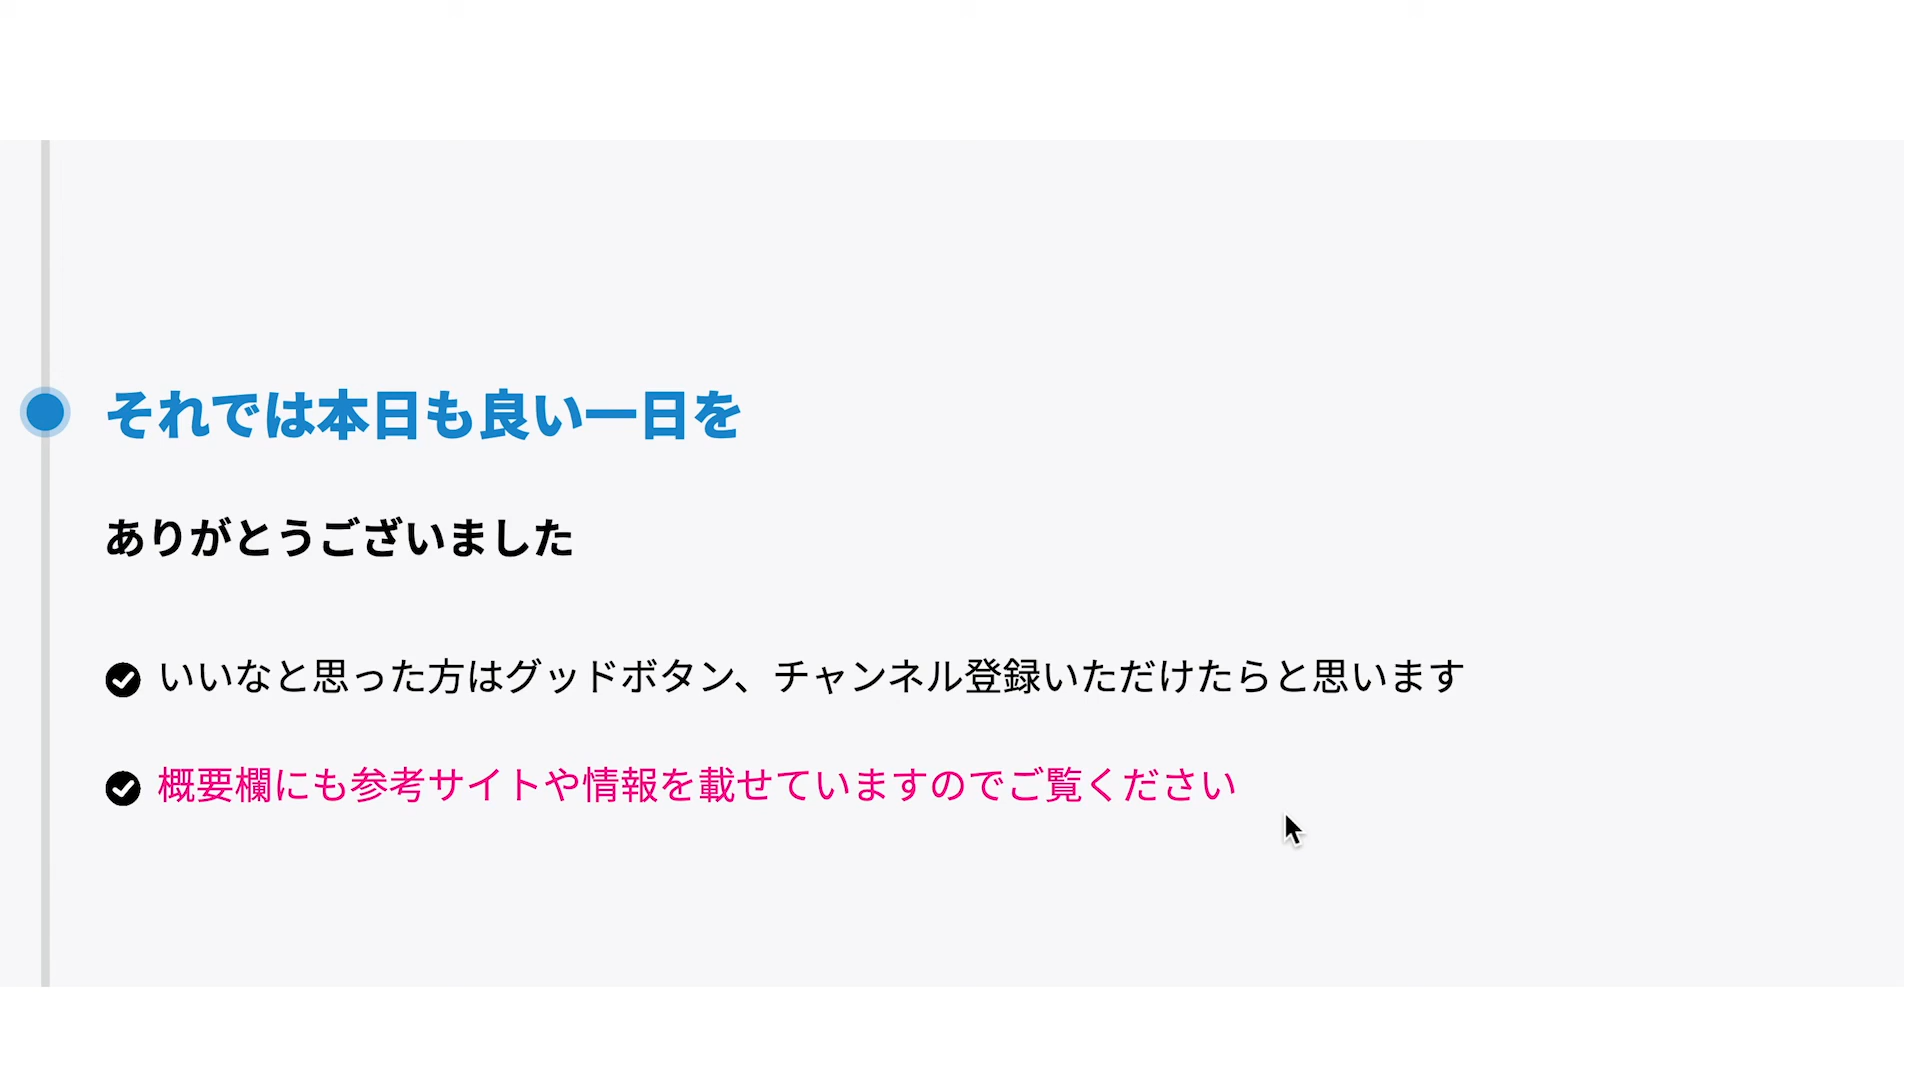 それでは本日も良い一日を
ありがとうございました
いいなと思った方はグッドボタン、チャンネル登録いただけたらと思います
概要欄にも参考サイトや情報を載せていますのでご覧ください